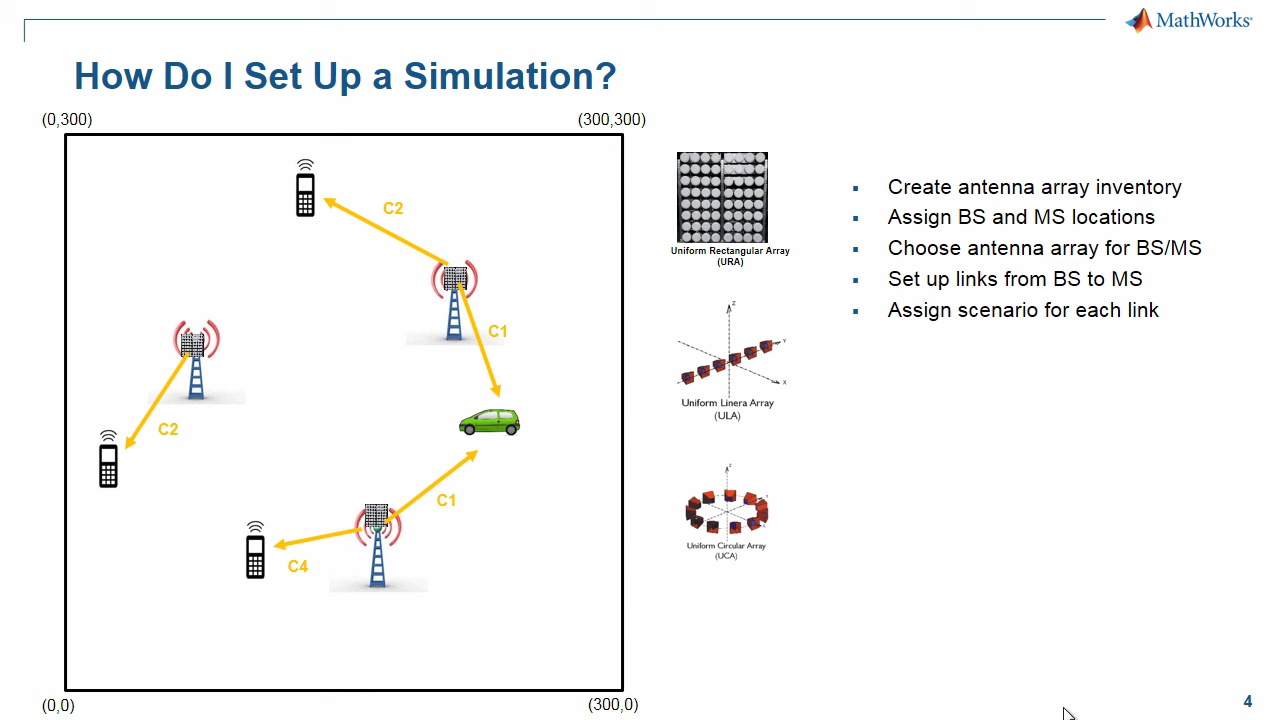 MathWorks
How Do I Set Up a Simulation?
(0,300)
(300,300)
C2
C1
C2
C1
C4
(0,0)
(300,0)
Uniform Rectangular Array
(URA)
Z
Y
X
Uniform Linera Array
(ULA)
Z
Y
X
Uniform Circular Array
(UCA)
▪ Create antenna array inventory
▪ Assign BS and MS locations
▪ Choose antenna array for BS/MS
▪ Set up links from BS to MS
▪ Assign scenario for each link
4